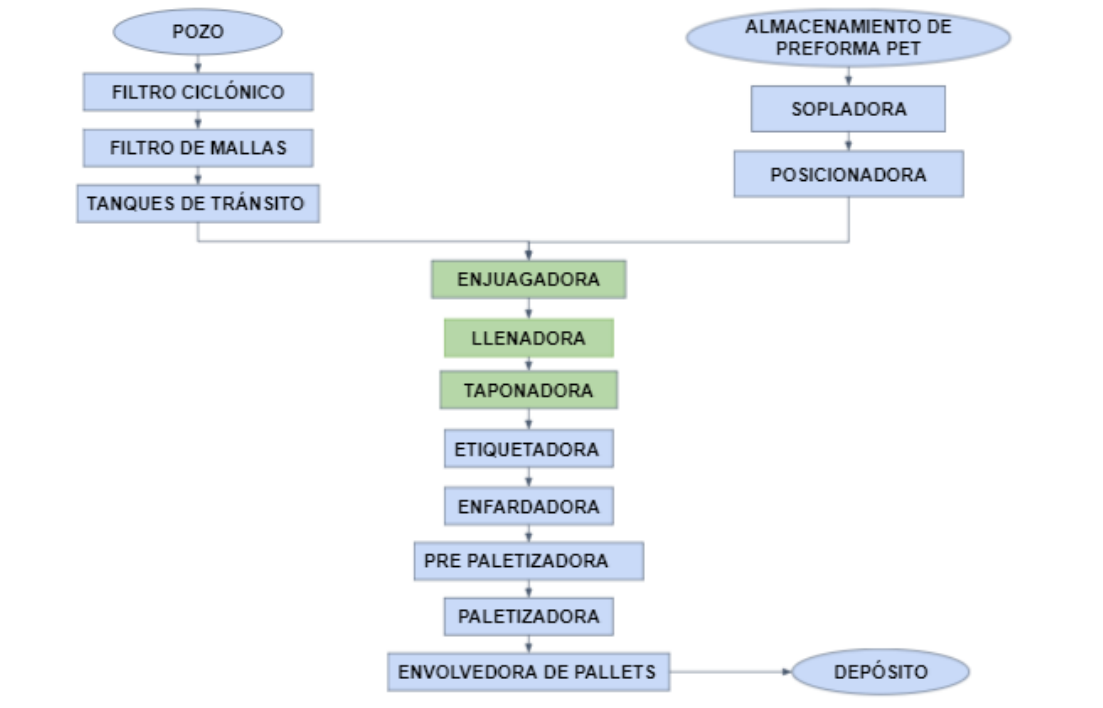 POZO
FILTRO CICLÓNICO
FILTRO DE MALLAS
TANQUES DE TRÁNSITO
ALMACENAMIENTO DE
PREFORMA PET
SOPLADORA
POSICIONADORA
ENJUAGADORA
LLENADORA
TAPONADORA
ETIQUETADORA
ENFARDADORA
PRE PALETIZADORA
PALETIZADORA
ENVOLVEDORA DE PALLETS
DEPÓSITO